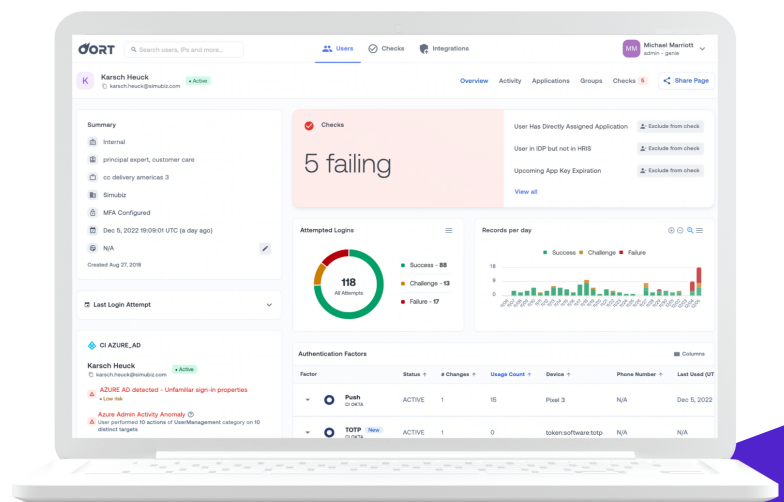 OORT
Search users, IPs and more...
Users
Checks
Integrations
MM
Michael Marriott
admin - genie
K
Karsch Heuck
karsch.heuck@simubiz.com
• Active
Overview
Activity
Applications
Groups
Checks 5
Share Page
Summary
Internal
principal expert, customer care
cc delivery americas 3
Simubiz
MFA Configured
Dec 5, 2022 19:09:01 UTC (a day ago)
N/A
Created Aug 27, 2016
Checks
5 failing
User Has Directly Assigned Application
Exclude from check
User in IDP but not in HRIS
Exclude from check
Upcoming App Key Expiration
Exclude from check
View all
Last Login Attempt
Attempted Logins
118
All Attempts
Success - 88
Challenge - 13
Failure - 17
Records per day
Success
Challenge
Failure
18
9
0
CI AZURE_AD
Karsch Heuck
karsch.heuck@simubiz.com
• Active
AZURE AD detected - Unfamiliar sign-in properties
• Low risk
Azure Admin Activity Anomaly
User performed 10 actions of UserManagement category on 10
distinct targets
Authentication Factors
Columns
Factor
Status ↑
# Changes ↑
Usage Count ↑
Device ↑
Phone Number ↑
Last Used (UT
Push
CI OKTA
ACTIVE
1
15
Pixel 3
N/A
Dec 5, 2022
TOTP New
CI OKTA
ACTIVE
1
0
token:software:totp
N/A
N/A